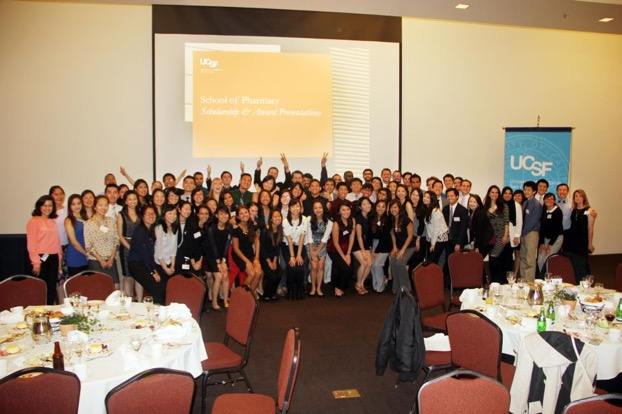 UCSF
School of Pharmacy
Scholarship & Award Presentations
UCSF